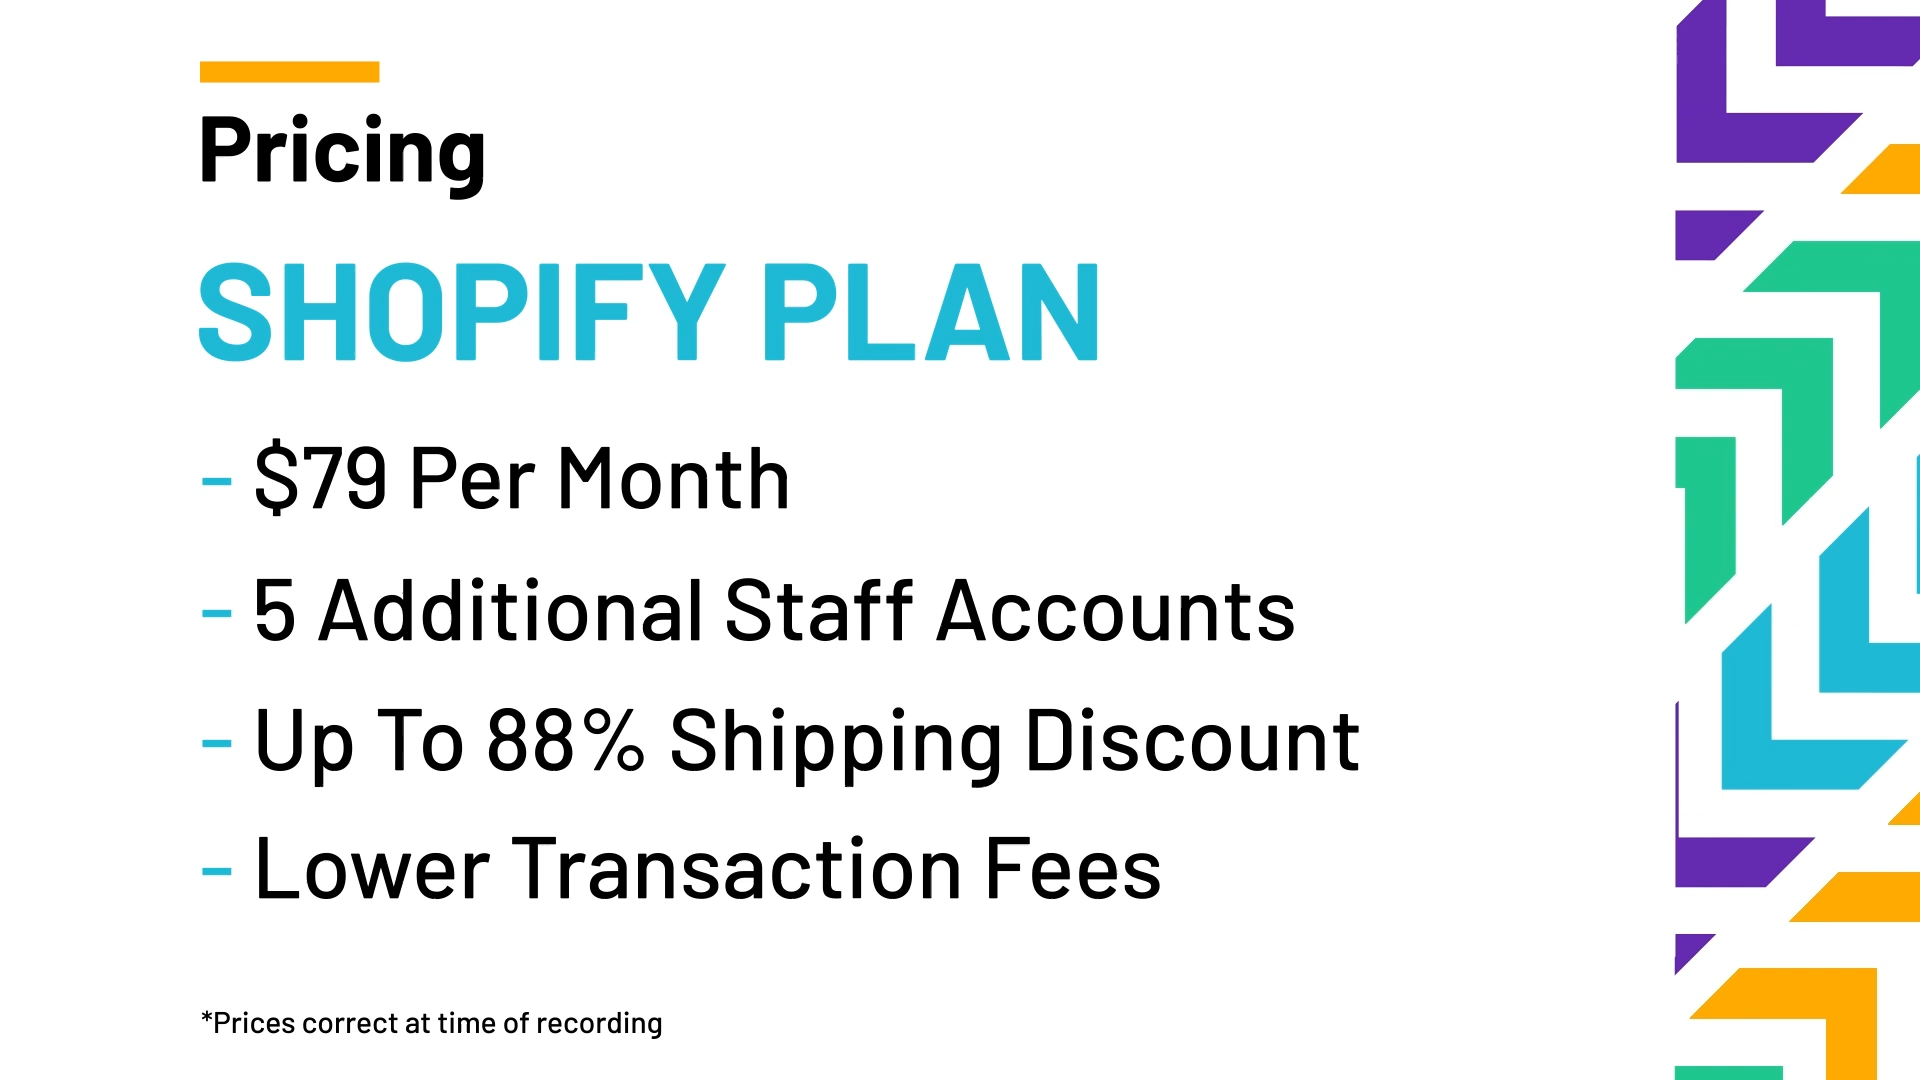 Pricing
SHOPIFY PLAN
- $79 Per Month
- 5 Additional Staff Accounts
- Up To 88% Shipping Discount
- Lower Transaction Fees
*Prices correct at time of recording